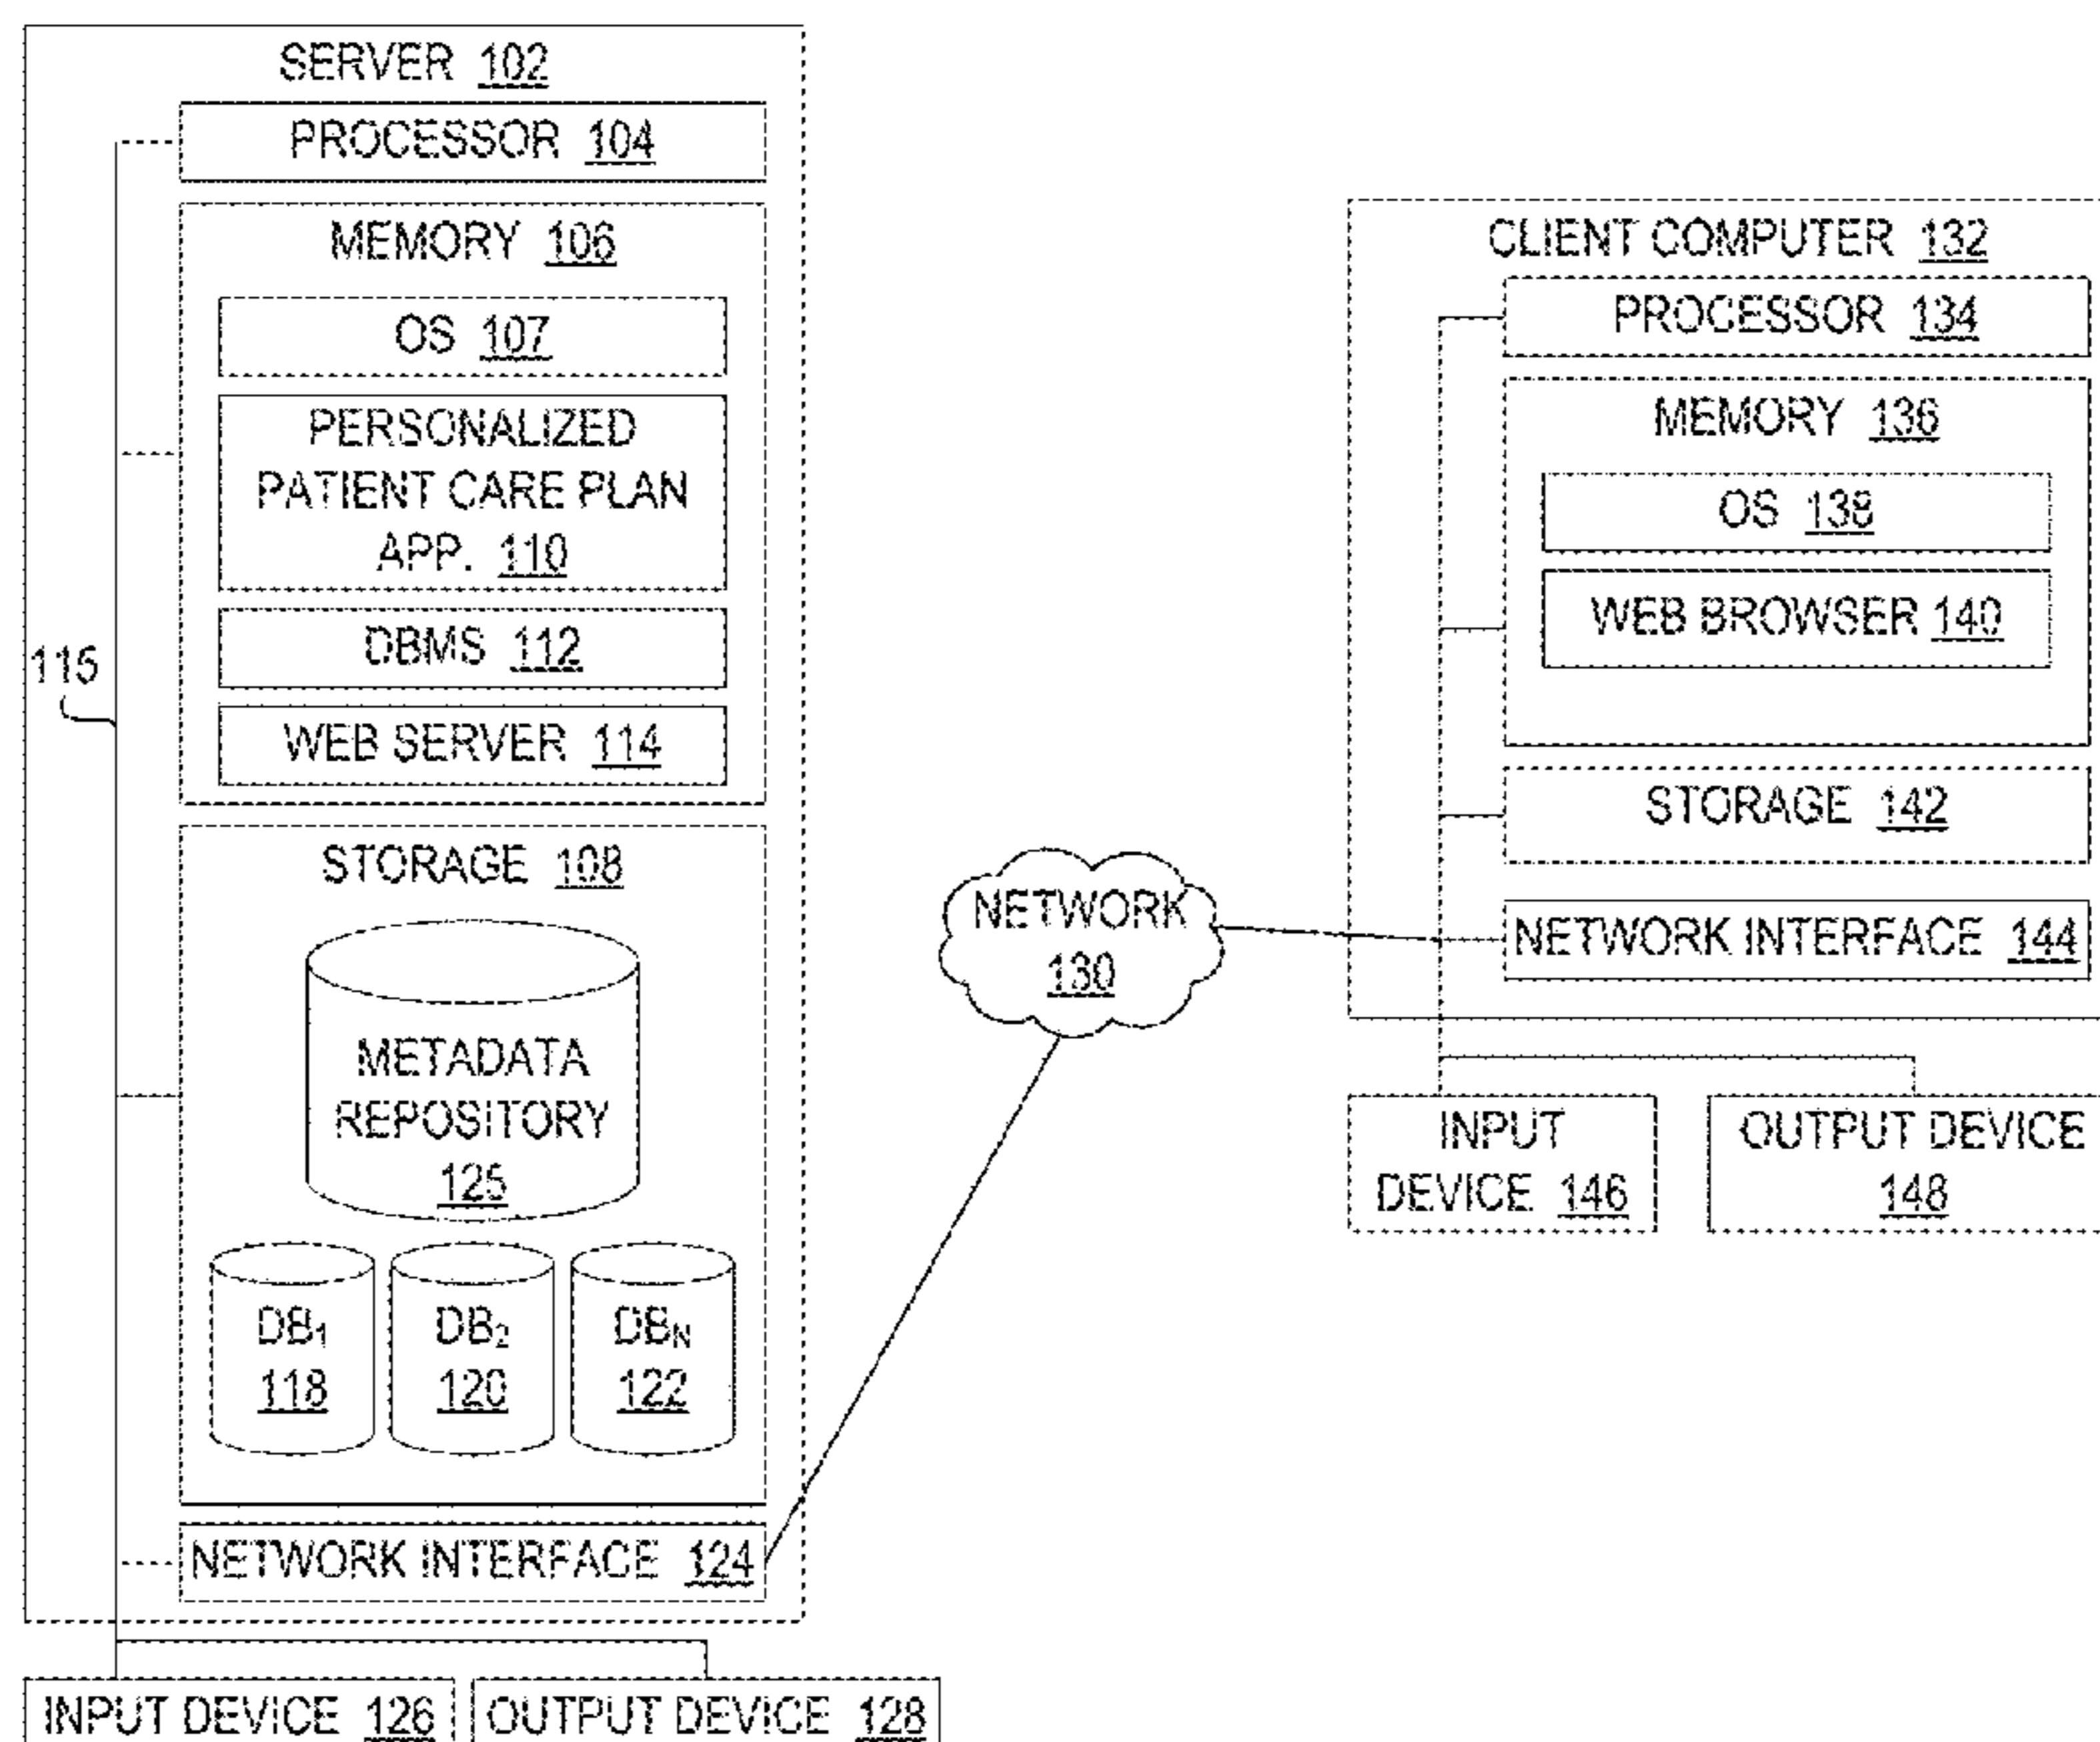 SERVER 102
PROCESSOR 104
MEMORY 106
OS 107
PERSONALIZED
PATIENT CARE PLAN
APP. 110
DBMS 112
WEB SERVER 114
115
STORAGE 108
METADATA
REPOSITORY
125
DB1
118
DB2
120
DBN
122
NETWORK INTERFACE 124
INPUT DEVICE 126
OUTPUT DEVICE 128
NETWORK
130
CLIENT COMPUTER 132
PROCESSOR 134
MEMORY 136
OS 138
WEB BROWSER 140
STORAGE 142
NETWORK INTERFACE 144
INPUT
DEVICE 146
OUTPUT DEVICE
148